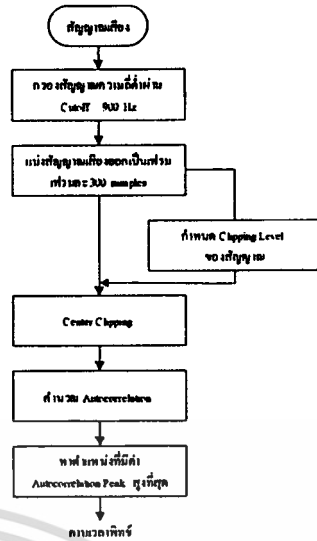 สัญญาณเสียง
กรองสัญญาณความถี่ต่ำผ่าน
Cutoff 900 Hz
แบ่งสัญญาณเสียงออกเป็นเฟรม
เฟรมละ 300 samples
กำหนด Clipping Level
ของสัญญาณ
Center Clipping
คำนวณ Autocorrelation
หาตำแหน่งที่มีค่า
Autocorrelation Peak สูงที่สุด
คาบเวลาพิทช์